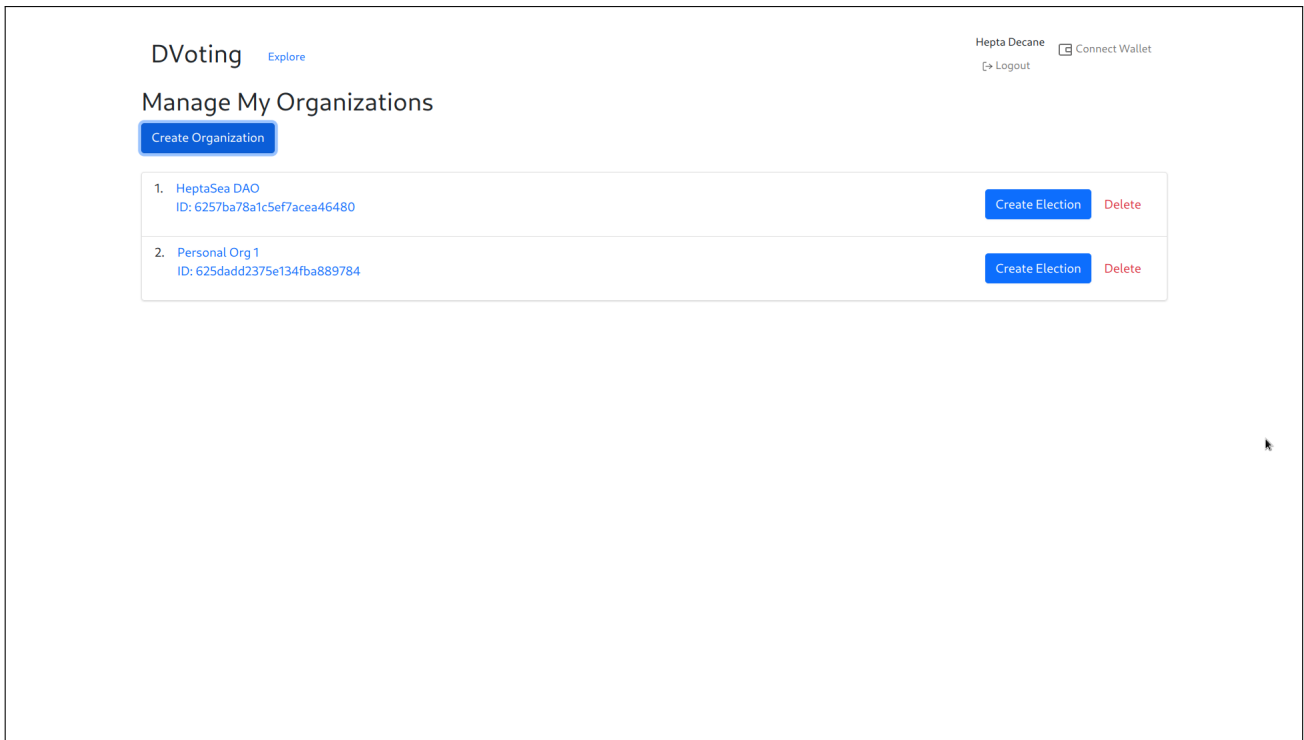 DVoting
Explore
Hepta Decane
Connect Wallet
Logout
Manage My Organizations
Create Organization
1. HeptaSea DAO
ID: 6257ba78a1c5ef7acea46480
Create Election
Delete
2. Personal Org 1
ID: 625dadd2375e134fba889784
Create Election
Delete